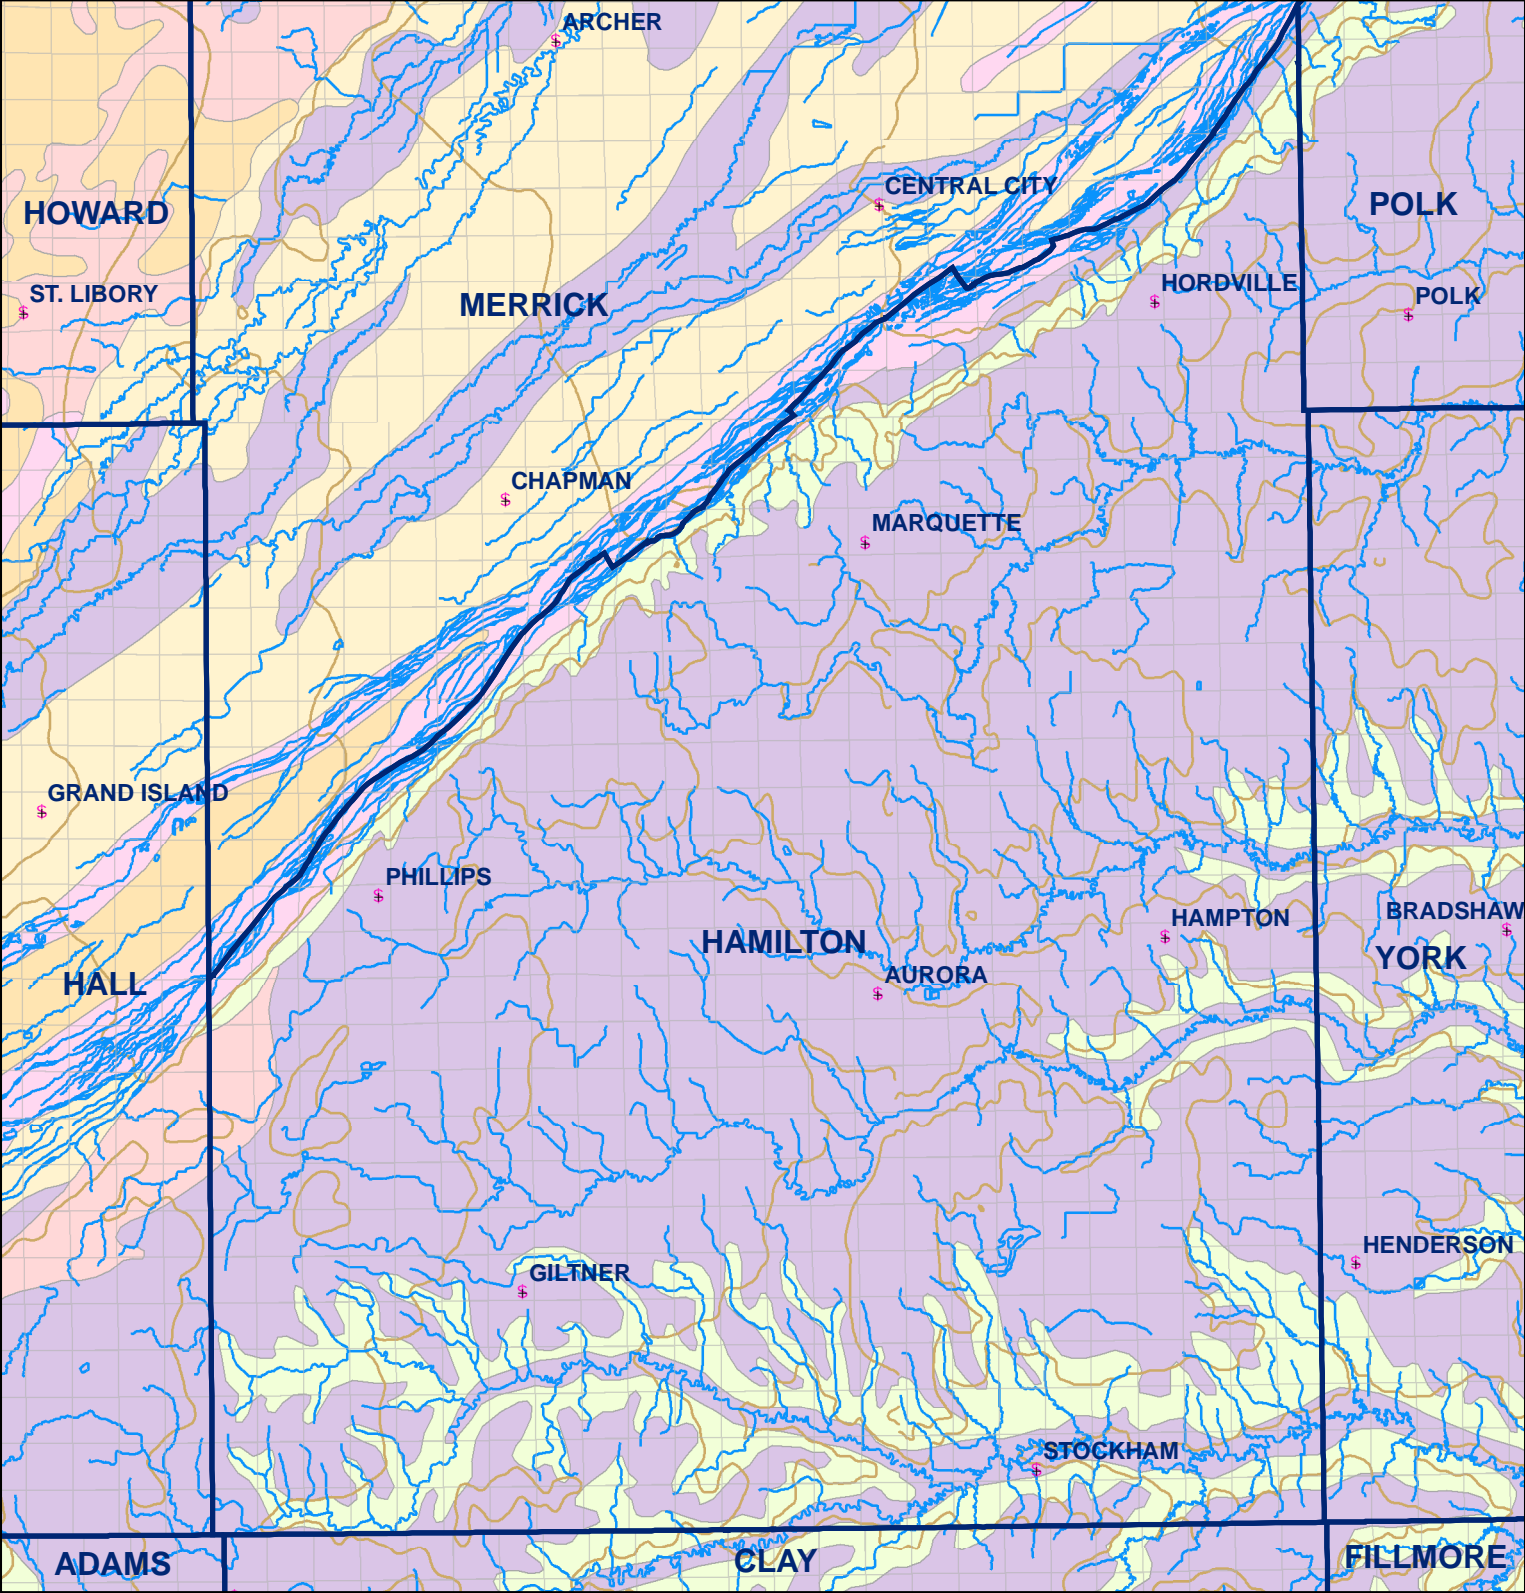 ARCHER
CENTRAL CITY
HOWARD
POLK
ST. LIBORY
MERRICK
HORDVILLE
POLK
CHAPMAN
MARQUETTE
GRAND ISLAND
PHILLIPS
HAMPTON
BRADSHAW
HAMILTON
YORK
HALL
AURORA
HENDERSON
GILTNER
STOCKHAM
ADAMS
CLAY
FILLMORE